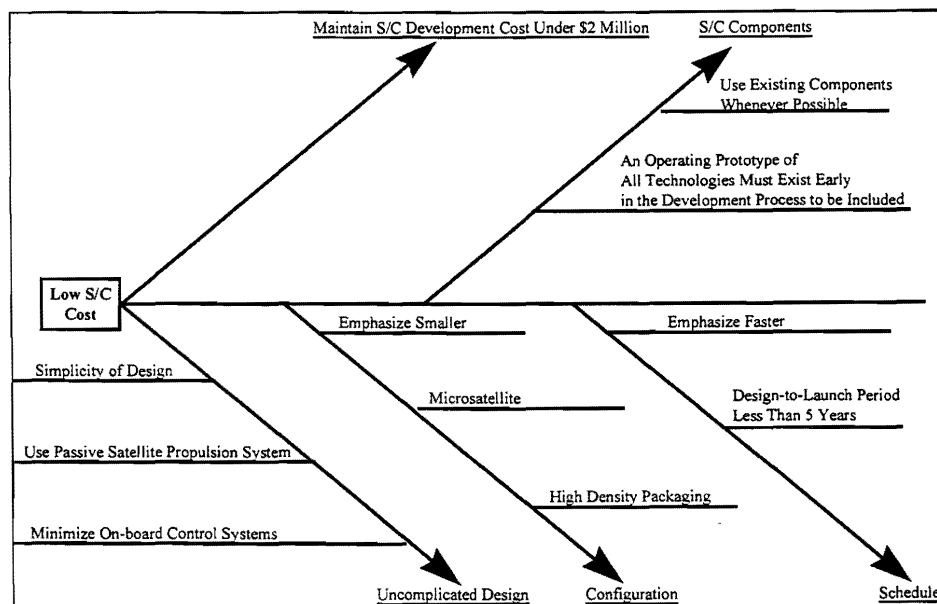 Maintain S/C Development Cost Under $2 Million
S/C Components
Use Existing Components
Whenever Possible
An Operating Prototype of
All Technologies Must Exist Early
in the Development Process to be Included
Low S/C
Cost
Emphasize Smaller
Emphasize Faster
Simplicity of Design
Microsatellite
Design-to-Launch Period
Less Than 5 Years
Use Passive Satellite Propulsion System
High Density Packaging
Minimize On-board Control Systems
Uncomplicated Design
Configuration
Schedule